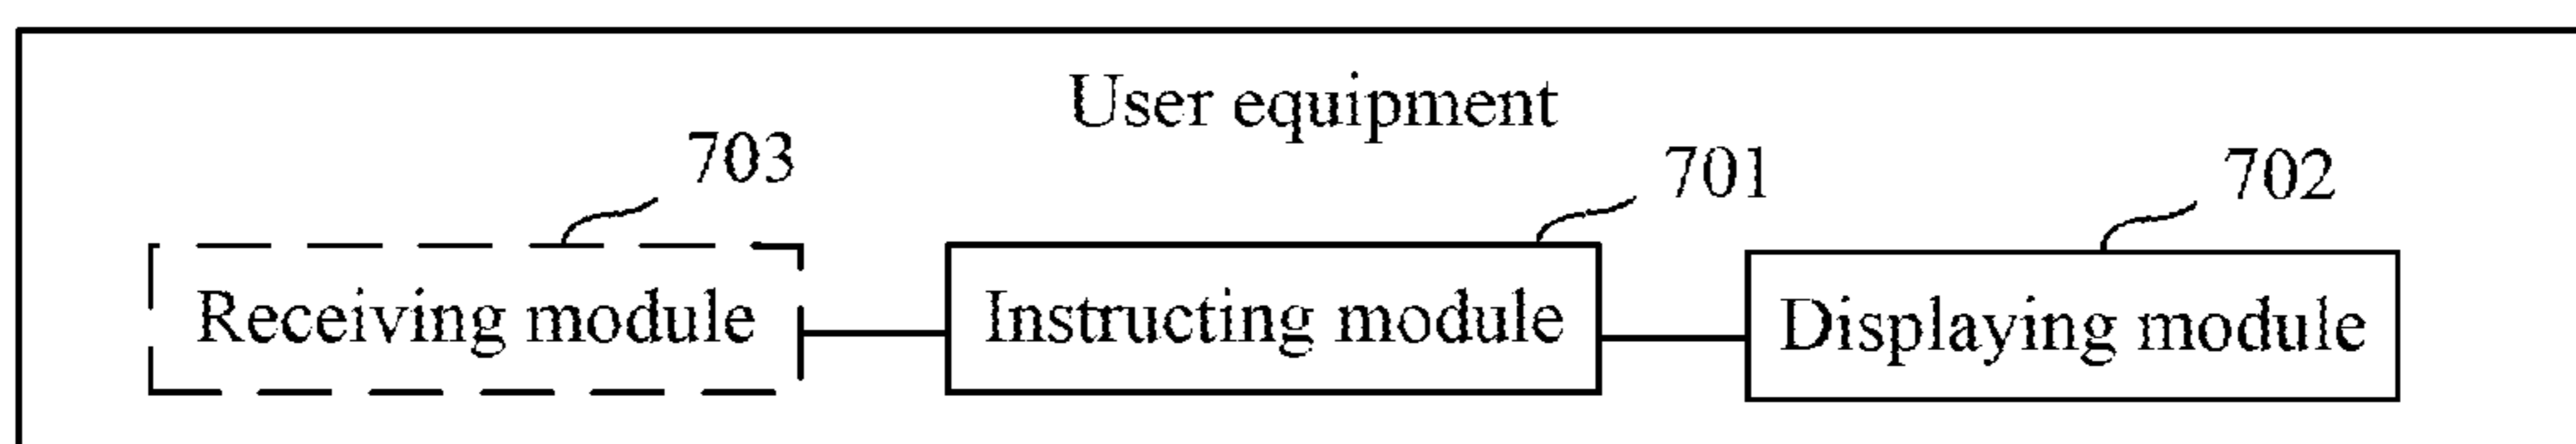 User equipment
703
701
702
Receiving module
Instructing module
Displaying module